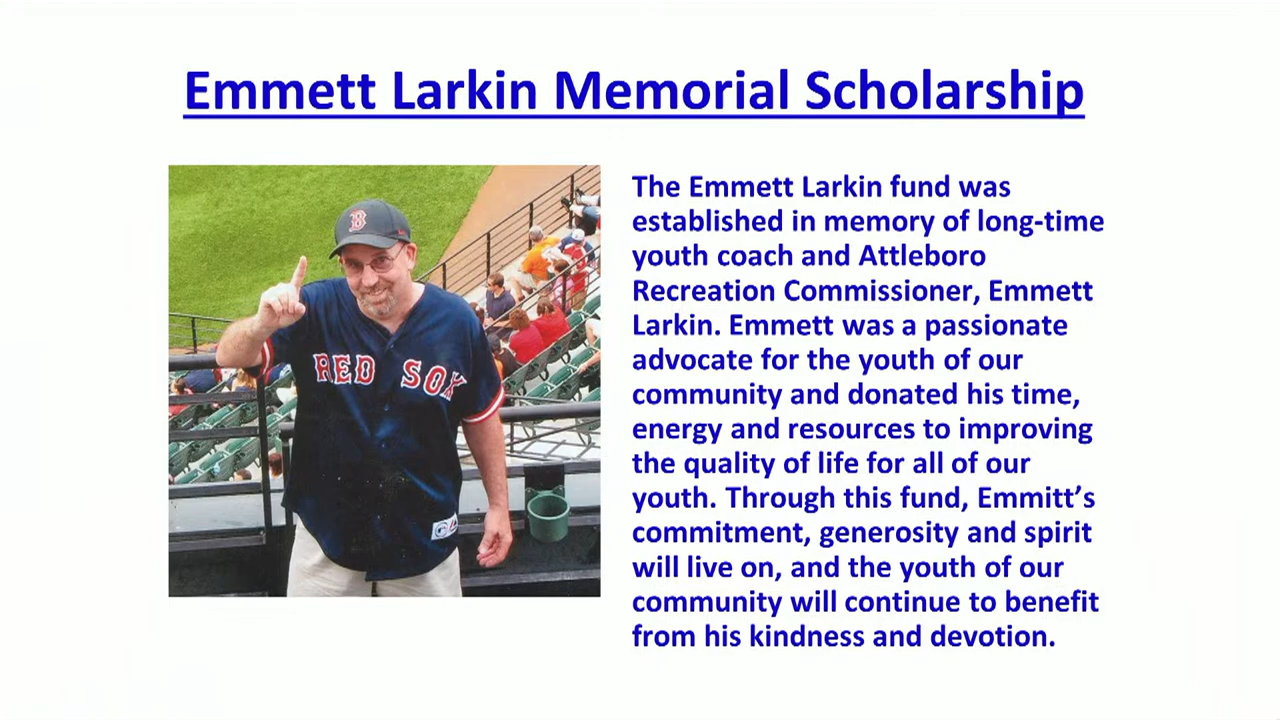 Emmett Larkin Memorial Scholarship
B
RED SOX
The Emmett Larkin fund was
established in memory of long-time
youth coach and Attleboro
Recreation Commissioner, Emmett
Larkin. Emmett was a passionate
advocate for the youth of our
community and donated his time,
energy and resources to improving
the quality of life for all of our
youth. Through this fund, Emmitt’s
commitment, generosity and spirit
will live on, and the youth of our
community will continue to benefit
from his kindness and devotion.